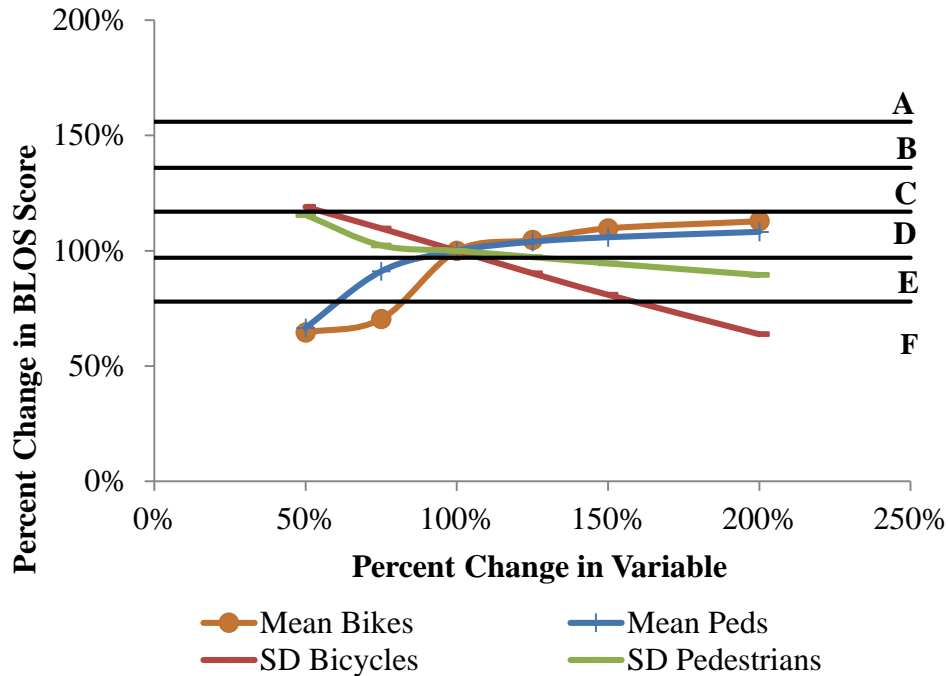 200%
A
150%
B
C
D
100%
E
F
50%
0%
0% 50% 100% 150% 200% 250%
Percent Change in BLOS Score
Percent Change in Variable
Mean Bikes Mean Peds
SD Bicycles SD Pedestrians